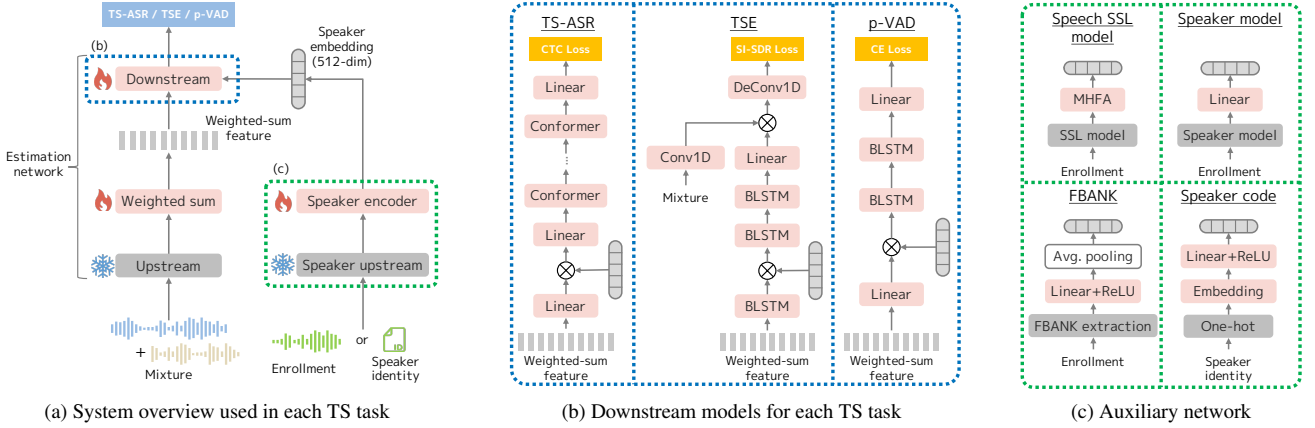 TS-ASR / TSE / p-VAD
(b)
Downstream
Speaker
embedding
(512-dim)
Weighted-sum
feature
Estimation
network
(c)
Weighted sum
Speaker encoder
Upstream
Speaker upstream
+
Mixture
Enrollment
or
ID
Speaker
identity
(a) System overview used in each TS task
TS-ASR
CTC Loss
Linear
Conformer
...
Conformer
Linear
Linear
Weighted-sum
feature
TSE
SI-SDR Loss
DeConv1D
Conv1D
Mixture
Linear
BLSTM
BLSTM
BLSTM
Weighted-sum
feature
p-VAD
CE Loss
Linear
BLSTM
BLSTM
Linear
Weighted-sum
feature
(b) Downstream models for each TS task
Speech SSL
model
MHFA
SSL model
Enrollment
Speaker model
Linear
Speaker model
Enrollment
FBANK
Avg. pooling
Linear+ReLU
FBANK extraction
Enrollment
Speaker code
Linear+ReLU
Embedding
One-hot
Speaker
identity
(c) Auxiliary network